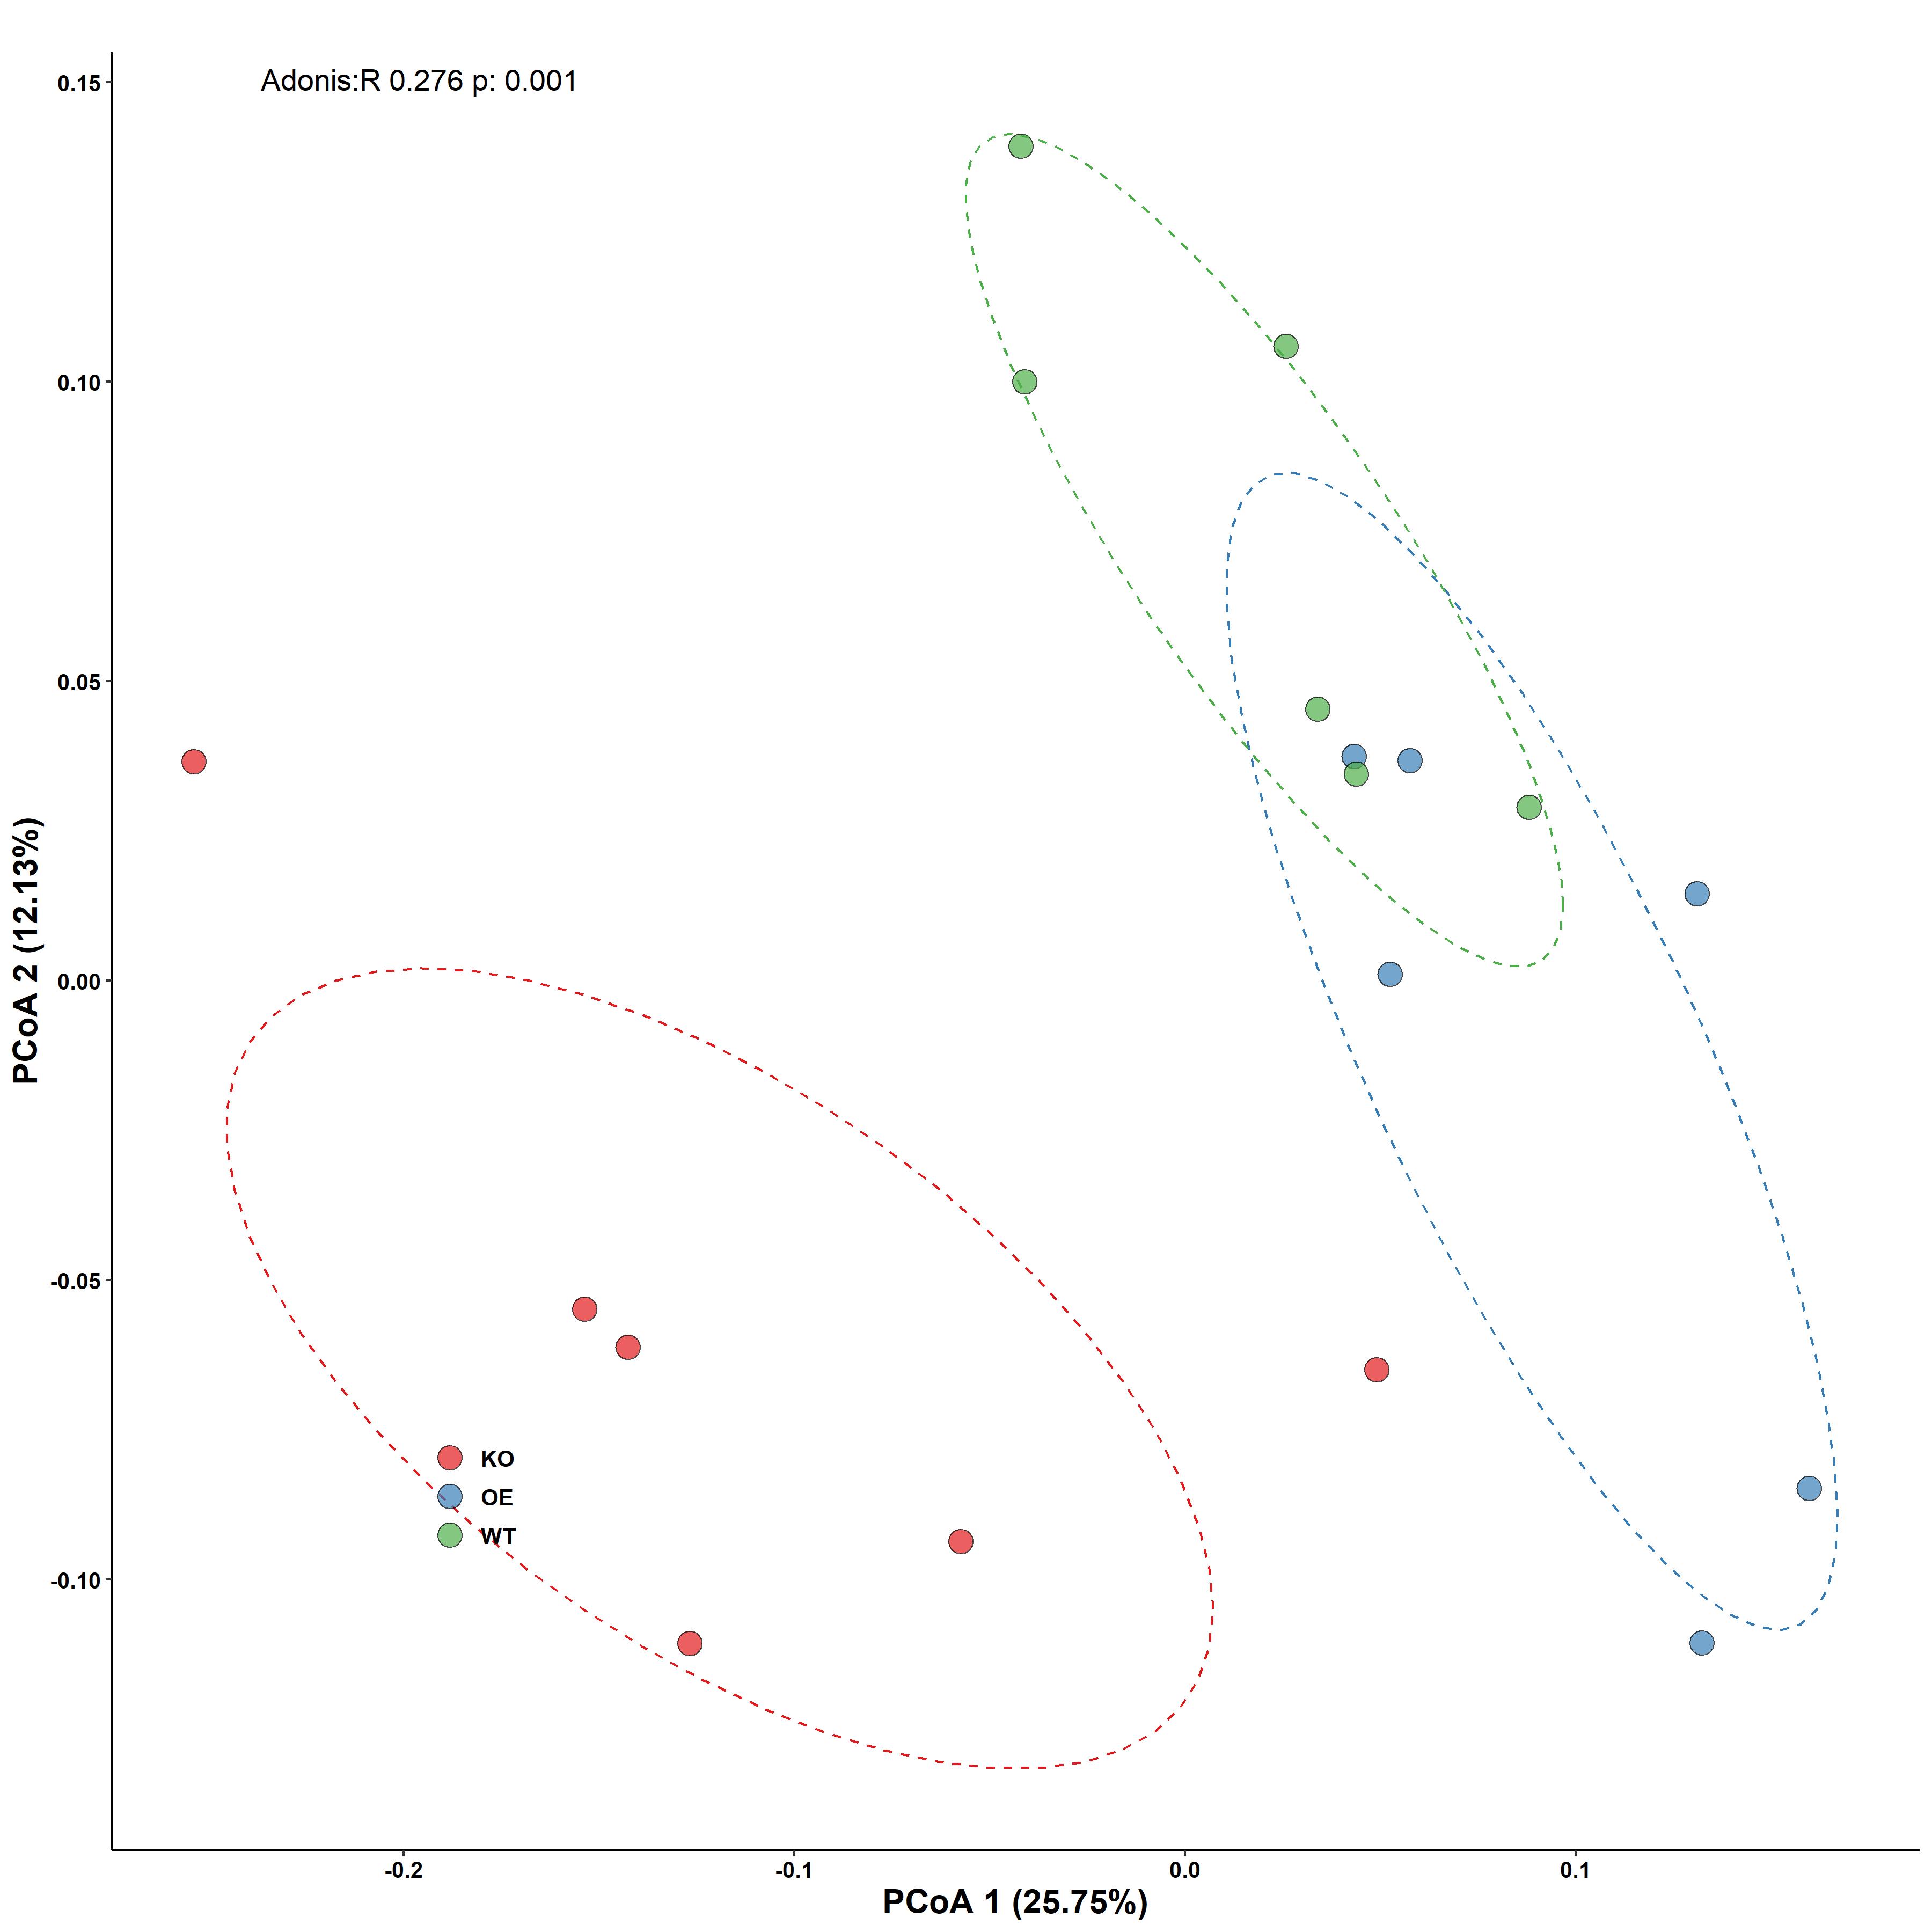 Adonis:R 0.276 p: 0.001
0.15
0.10
0.05
0.00
-0.05
-0.10
PCoA 2 (12.13%)
KO
OE
WT
-0.2
-0.1
0.0
0.1
PCoA 1 (25.75%)